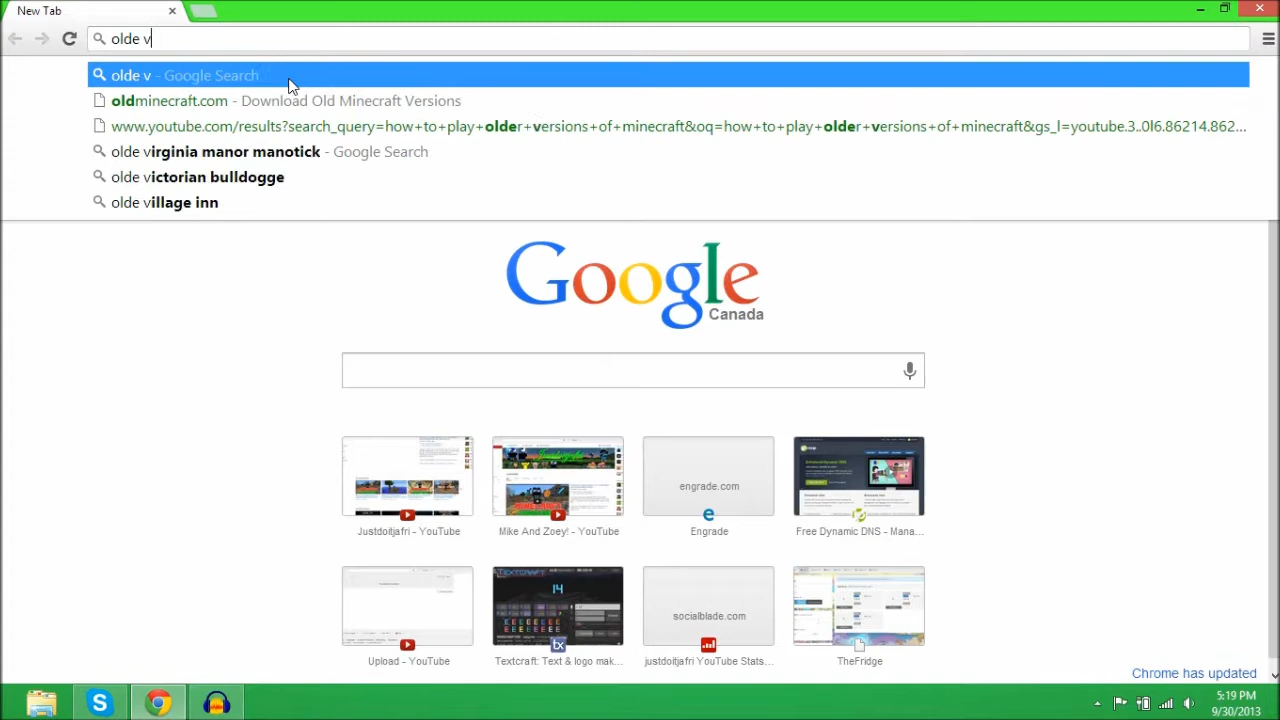 New Tab
olde v
olde v - Google Search
oldminecraft.com - Download Old Minecraft Versions
www.youtube.com/results?search_query=how+to+play+older+versions+of+minecraft&oq=how+to+play+older+versions+of+minecraft&gs_l=youtube.3..0l6.86214.862...
olde virginia manor manotick - Google Search
olde victorian bulldogge
olde village inn
Google
Canada
engrade.com
Justdoitjafri - YouTube
Mike And Zoey! - YouTube
Engrade
Free Dynamic DNS - Mana...
TEXTCRAFT
14
socialblade.com
Upload - YouTube
Textcraft: Text & logo mak...
justdoitjafri YouTube Stats...
TheFridge
Chrome has updated
5:19 PM
9/30/2013